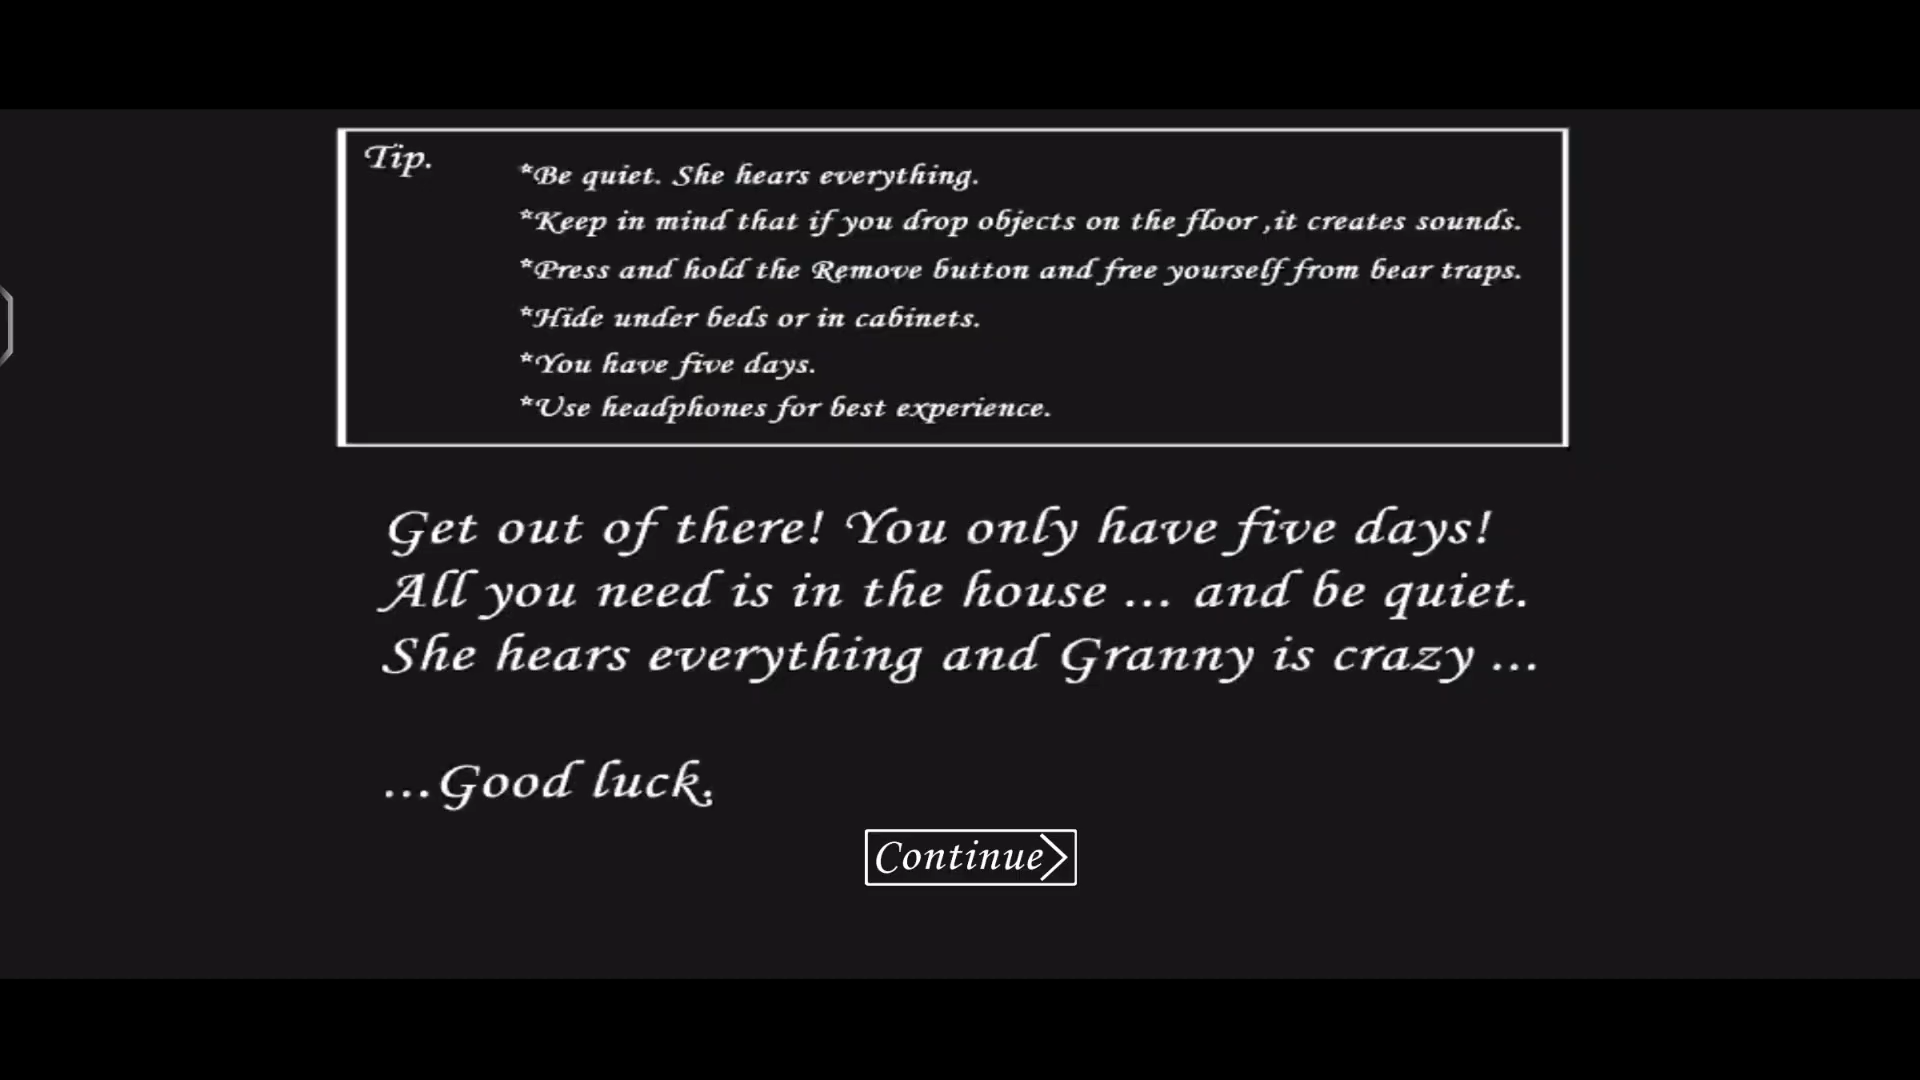 Tip.
*Be quiet. She hears everything.
*Keep in mind that if you drop objects on the floor ,it creates sounds.
*Press and hold the Remove button and free yourself from bear traps.
*Hide under beds or in cabinets.
*You have five days.
*Use headphones for best experience.
Get out of there! You only have five days!
All you need is in the house ... and be quiet.
She hears everything and Granny is crazy ...
...Good luck.
Continue